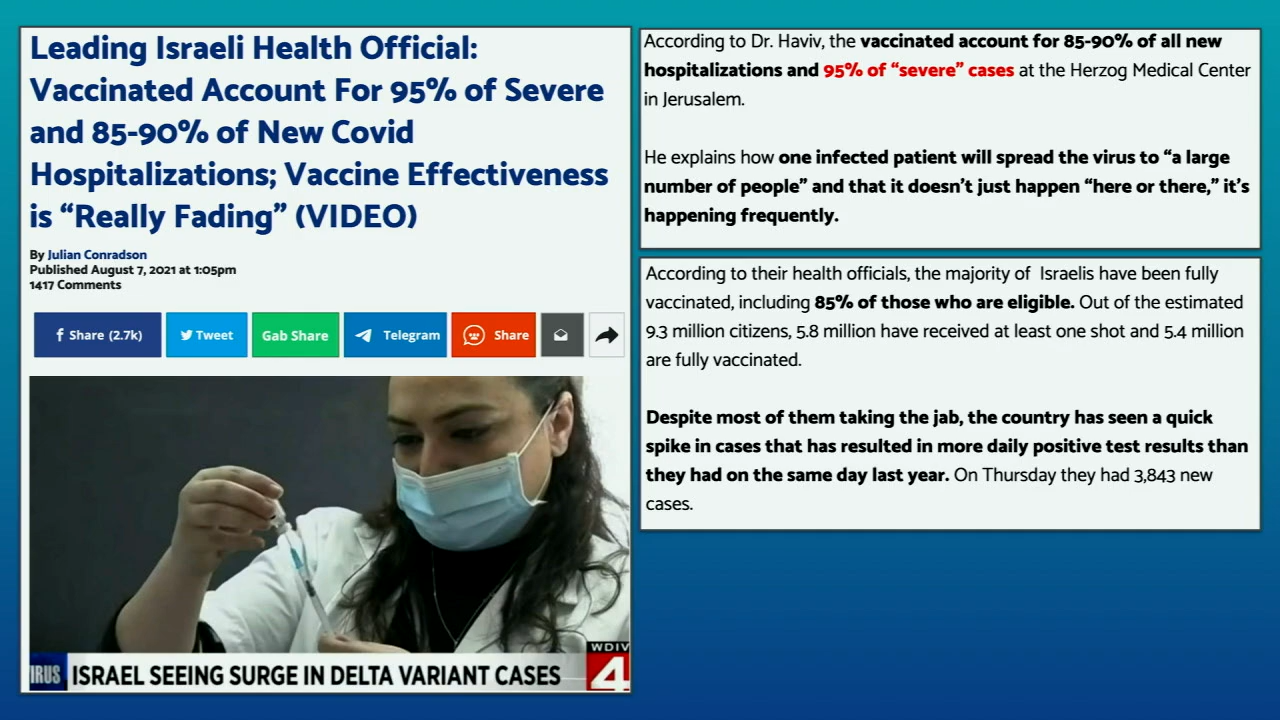 Leading Israeli Health Official:
Vaccinated Account For 95% of Severe
and 85-90% of New Covid
Hospitalizations; Vaccine Effectiveness
is “Really Fading” (VIDEO)
By Julian Conradson
Published August 7, 2021 at 1:05pm
1417 Comments
Share (2.7k)
Tweet
Gab Share
Telegram
Share
IRUS
ISRAEL SEEING SURGE IN DELTA VARIANT CASES
WDIV
4
According to Dr. Haviv, the vaccinated account for 85-90% of all new
hospitalizations and 95% of “severe” cases at the Herzog Medical Center
in Jerusalem.
He explains how one infected patient will spread the virus to “a large
number of people” and that it doesn’t just happen “here or there,” it’s
happening frequently.
According to their health officials, the majority of Israelis have been fully
vaccinated, including 85% of those who are eligible. Out of the estimated
9.3 million citizens, 5.8 million have received at least one shot and 5.4 million
are fully vaccinated.
Despite most of them taking the jab, the country has seen a quick
spike in cases that has resulted in more daily positive test results than
they had on the same day last year. On Thursday they had 3,843 new
cases.